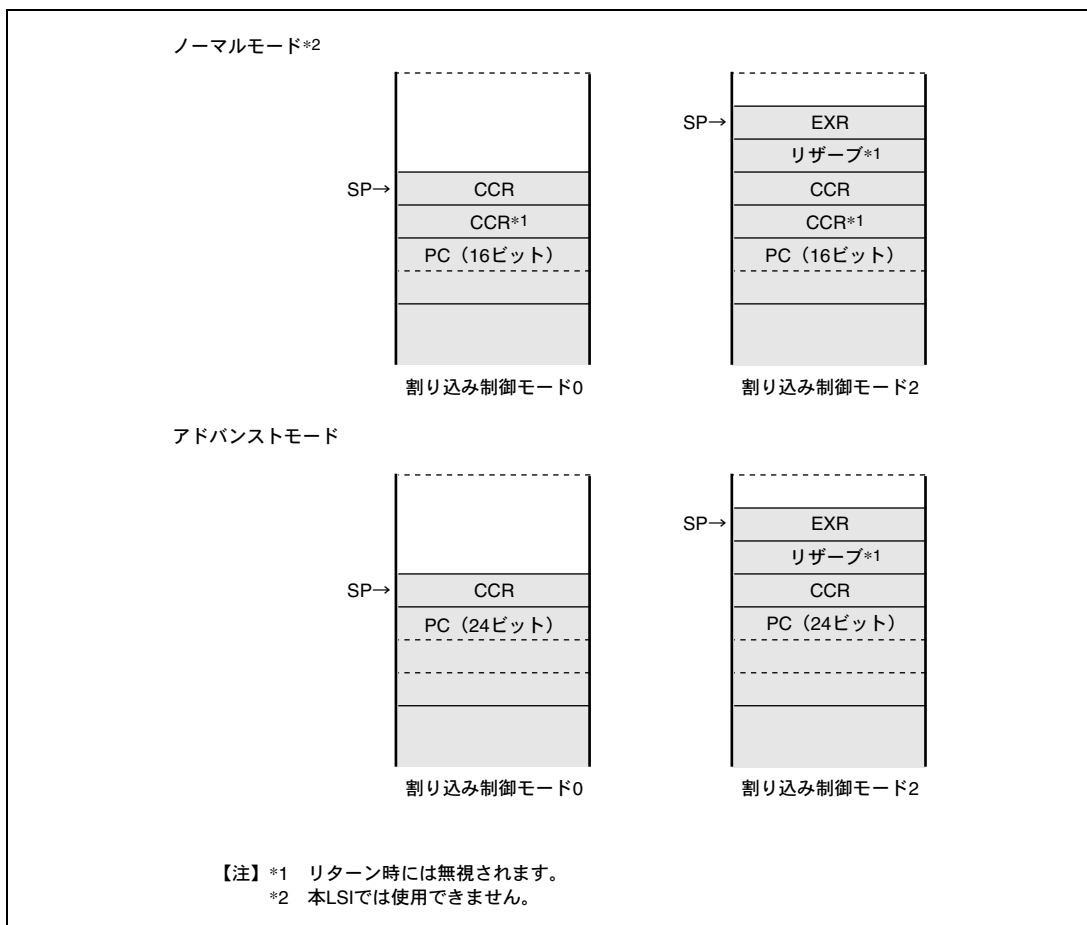 ノーマルモード*2
SP→
CCR
CCR*1
PC（16ビット）
割り込み制御モード0
SP→
EXR
リザーブ*1
CCR
CCR*1
PC（16ビット）
割り込み制御モード2
アドバンストモード
SP→
CCR
PC（24ビット）
割り込み制御モード0
SP→
EXR
リザーブ*1
CCR
PC（24ビット）
割り込み制御モード2
【注】*1　リターン時には無視されます。
*2　本LSIでは使用できません。